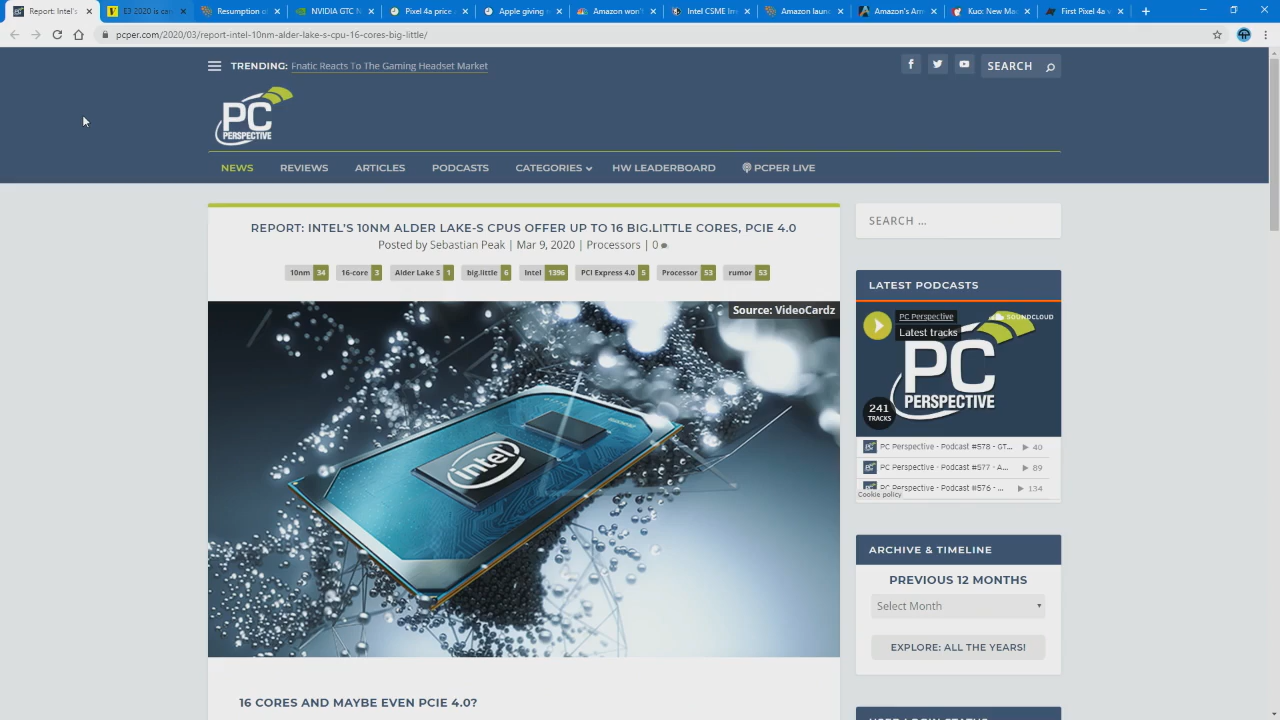 Report: Intel's
E3 2020 is ca
Resumption o
NVIDIA GTC N
Pixel 4a price a
Apple giving w
Amazon won't
Intel CSME Im
Amazon launc
Amazon's Am
Kuo: New Mac
First Pixel 4a v
pcper.com/2020/03/report-intel-10nm-alder-lake-s-cpu-16-cores-big-little/
TRENDING: Fnatic Reacts To The Gaming Headset Market
SEARCH
PC
PERSPECTIVE
NEWS REVIEWS ARTICLES PODCASTS CATEGORIES HW LEADERBOARD PCPER LIVE
REPORT: INTEL'S 10NM ALDER LAKE-S CPUS OFFER UP TO 16 BIG.LITTLE CORES, PCIE 4.0
Posted by Sebastian Peak | Mar 9, 2020 | Processors | 0
10nm 34 16-core 3 Alder Lake S 1 big.little 6 Intel 1396 PCI Express 4.0 5 Processor 53 rumor 53
Source: VideoCardz
intel
16 CORES AND MAYBE EVEN PCIE 4.0?
SEARCH ...
LATEST PODCASTS
PC Perspective
SOUNDCLOUD
Latest tracks
PC
PERSPECTIVE
241
TRACKS
PC Perspective - Podcast #578 - GT... 40
PC Perspective - Podcast #577 - A... 89
PC Perspective - Podcast #576 - ... 134
Cookie policy
ARCHIVE & TIMELINE
PREVIOUS 12 MONTHS
Select Month
EXPLORE: ALL THE YEARS!
USER LOGIN STATUS